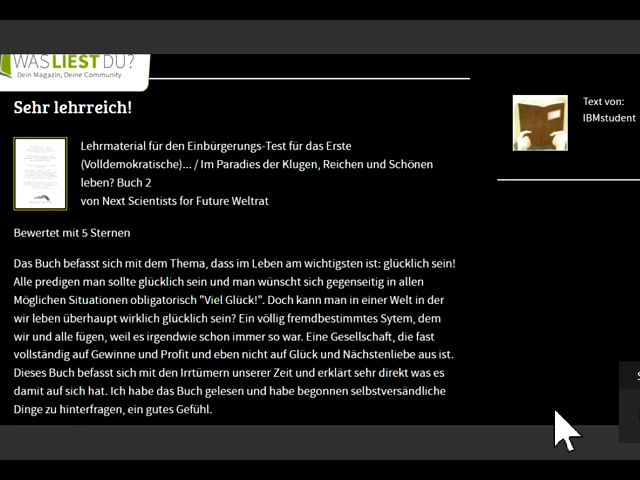 WASLIEST DU?
Dein Magazin, Deine Community
Sehr lehrreich!
Lehrmaterial für den Einbürgerungs-Test für das Erste
(Volldemokratische)... / Im Paradies der Klugen, Reichen und Schönen
leben? Buch 2
von Next Scientists for Future Weltrat
Bewertet mit 5 Sternen
Das Buch befasst sich mit dem Thema, dass im Leben am wichtigsten ist: glücklich sein!
Alle predigen man sollte glücklich sein und man wünscht sich gegenseitig in allen
Möglichen Situationen obligatorisch "Viel Glück!". Doch kann man in einer Welt in der
wir leben überhaupt wirklich glücklich sein? Ein völlig fremdbestimmtes Sytem, dem
wir und alle fügen, weil es irgendwie schon immer so war. Eine Gesellschaft, die fast
vollständig auf Gewinne und Profit und eben nicht auf Glück und Nächstenliebe aus ist.
Dieses Buch befasst sich mit den Irrtümern unserer Zeit und erklärt sehr direkt was es
damit auf sich hat. Ich habe das Buch gelesen und habe begonnen selbstversändliche
Dinge zu hinterfragen, ein gutes Gefühl.
Text von:
IBMstudent